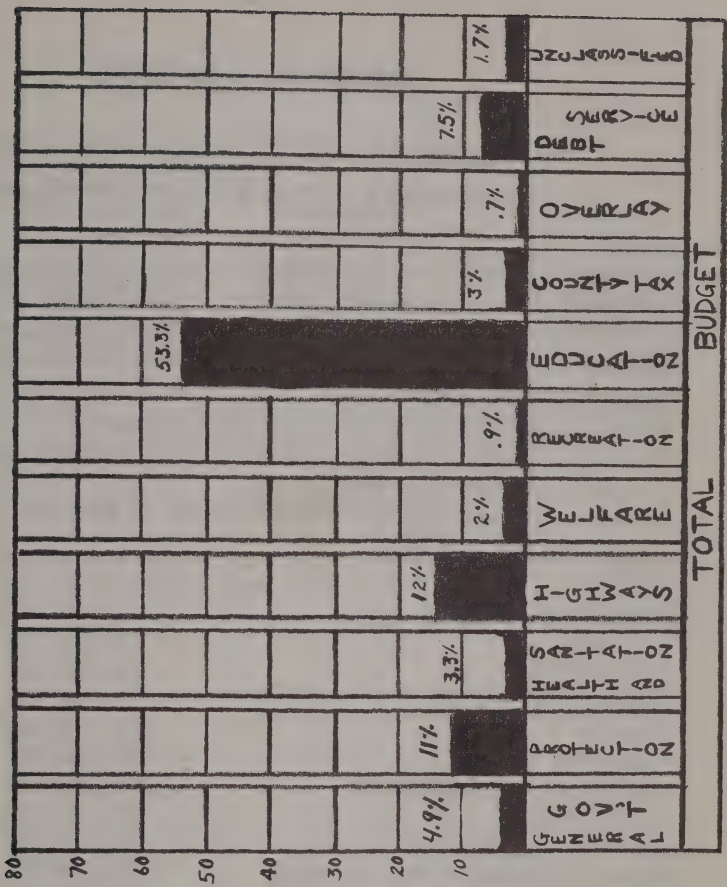 80
70
60
50
40
30
20
10
4.9%
11%
3.3%
12%
2%
.9%
53.3%
3%
.7%
7.5%
1.7%
GENERAL
GOV'T
PROTECTION
HEALTH AND
SANITATION
HIGHWAYS
WELFARE
RECREATION
EDUCATION
COUNTY TAX
OVERLAY
DEBT
SERVICE
UNCLASSIFIED
TOTAL BUDGET